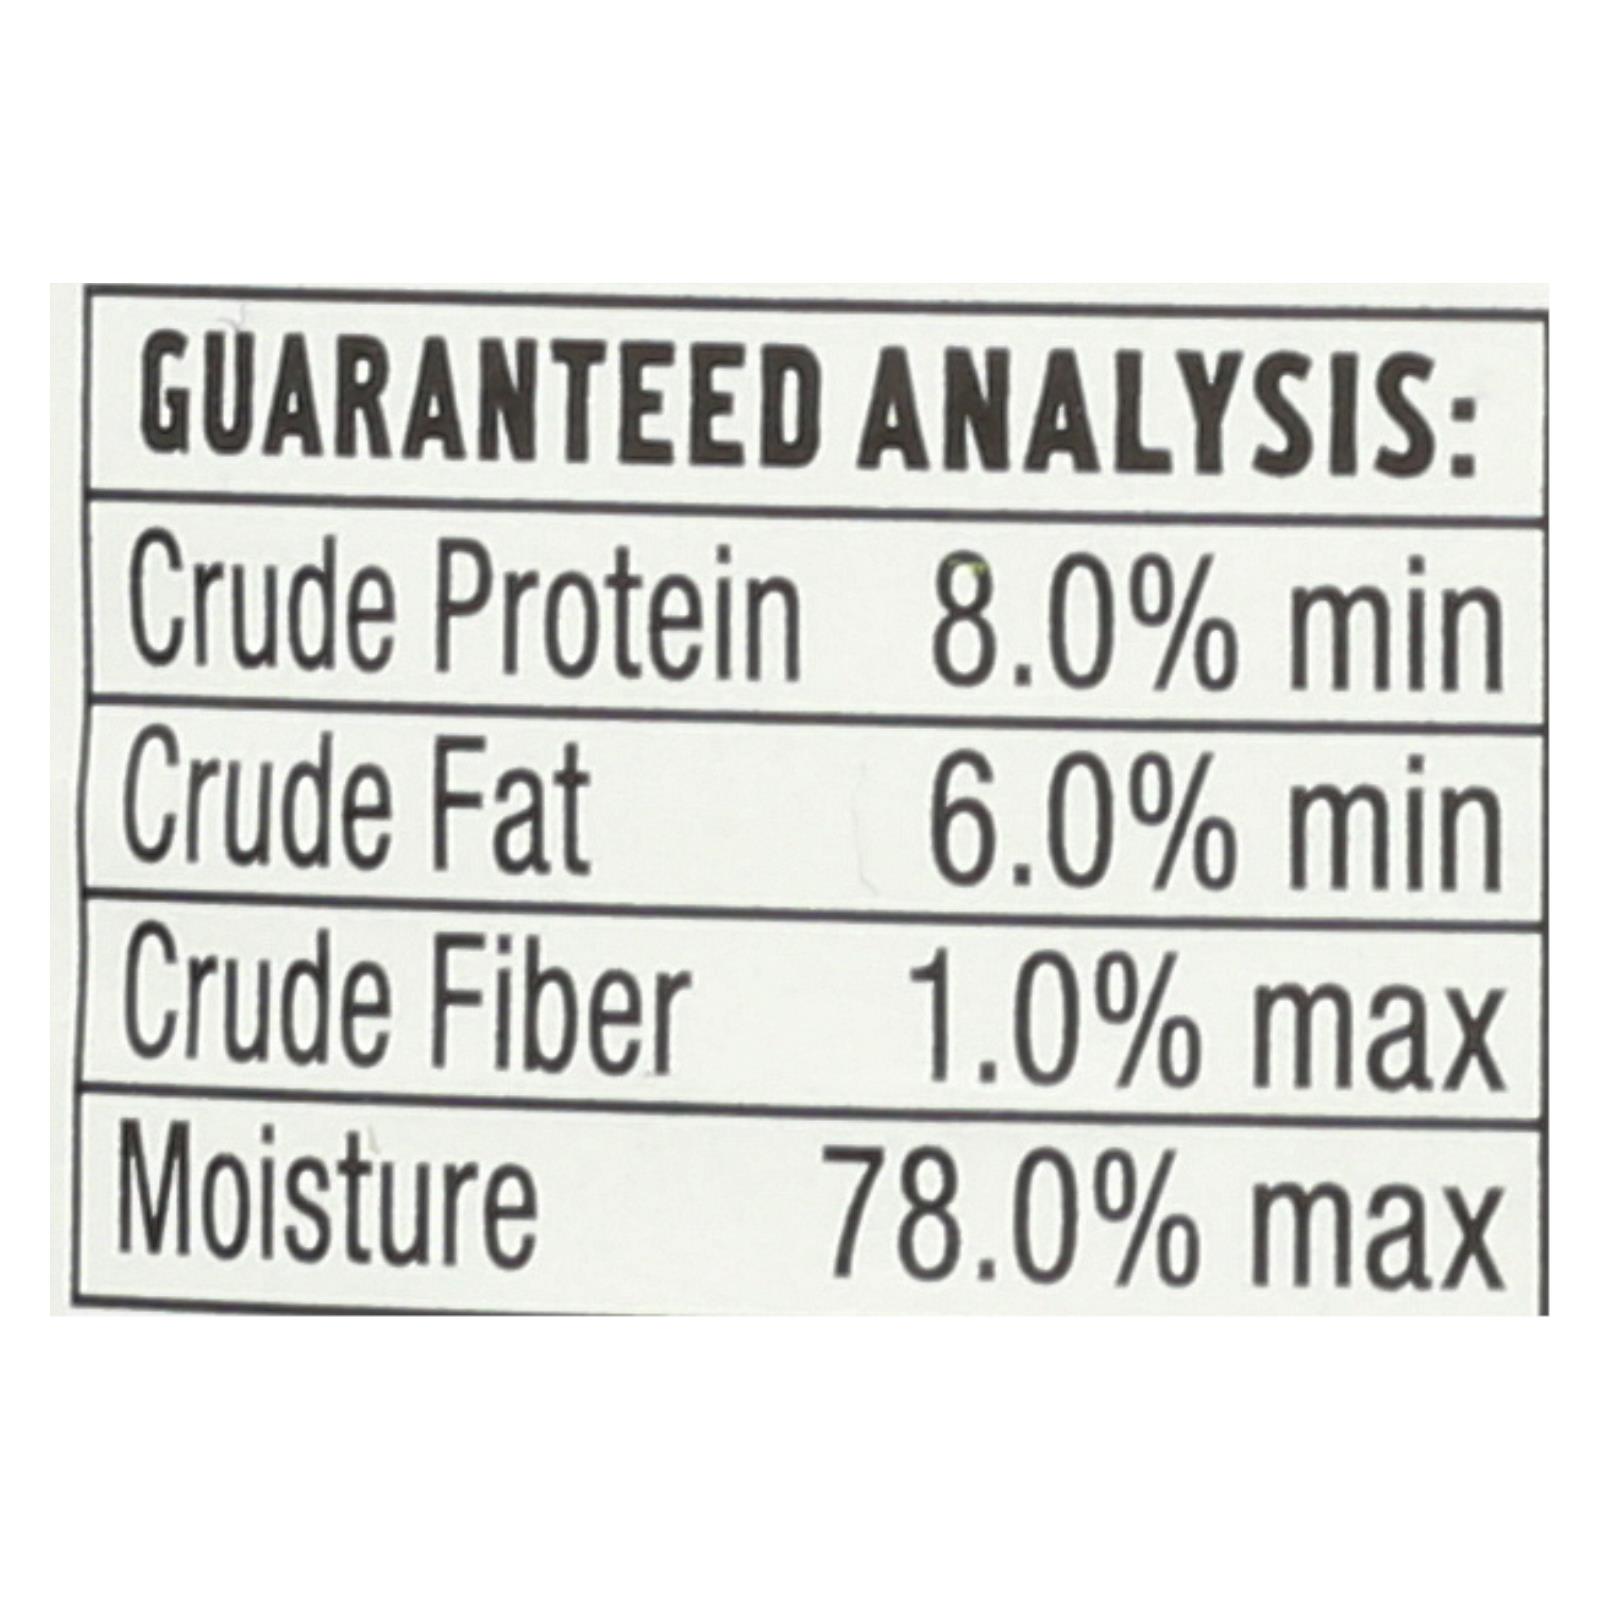 GUARANTEED ANALYSIS:
Crude Protein 8.0% min
Crude Fat 6.0% min
Crude Fiber 1.0% max
Moisture 78.0% max